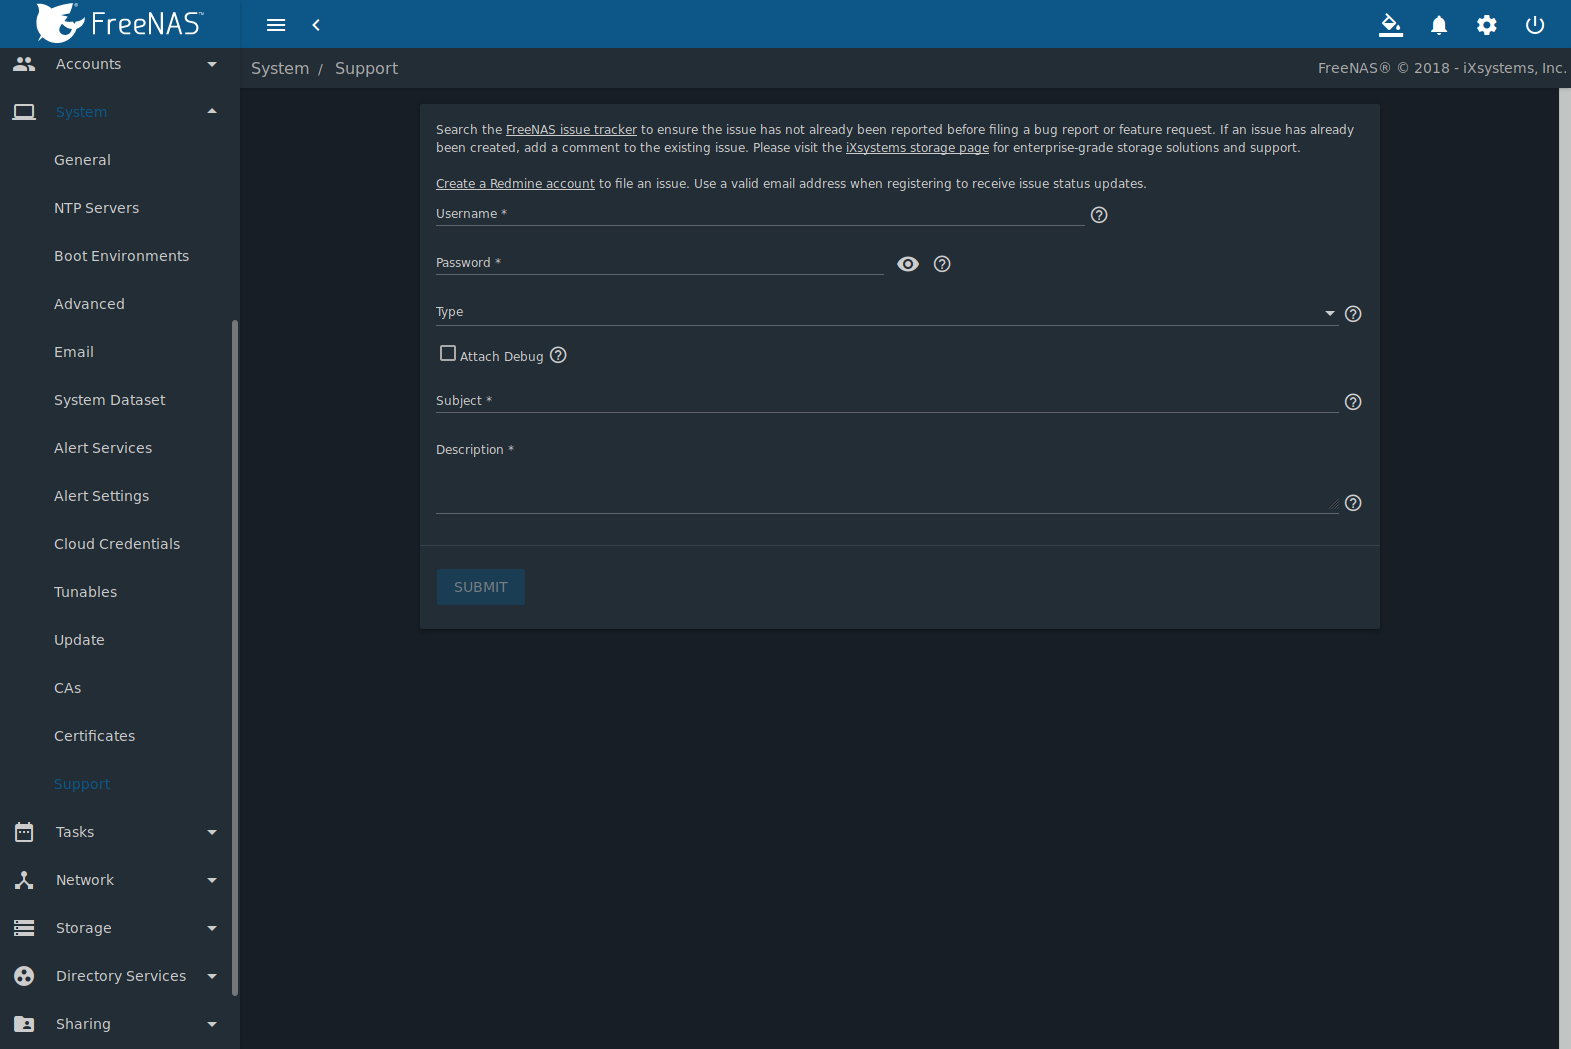 FreeNAS™
Accounts
System
General
NTP Servers
Boot Environments
Advanced
Email
System Dataset
Alert Services
Alert Settings
Cloud Credentials
Tunables
Update
CAs
Certificates
Support
Tasks
Network
Storage
Directory Services
Sharing
System / Support
FreeNAS® © 2018 - iXsystems, Inc.
Search the FreeNAS issue tracker to ensure the issue has not already been reported before filing a bug report or feature request. If an issue has already
been created, add a comment to the existing issue. Please visit the iXsystems storage page for enterprise-grade storage solutions and support.
Create a Redmine account to file an issue. Use a valid email address when registering to receive issue status updates.
Username *
Password *
Type
Attach Debug
Subject *
Description *
SUBMIT